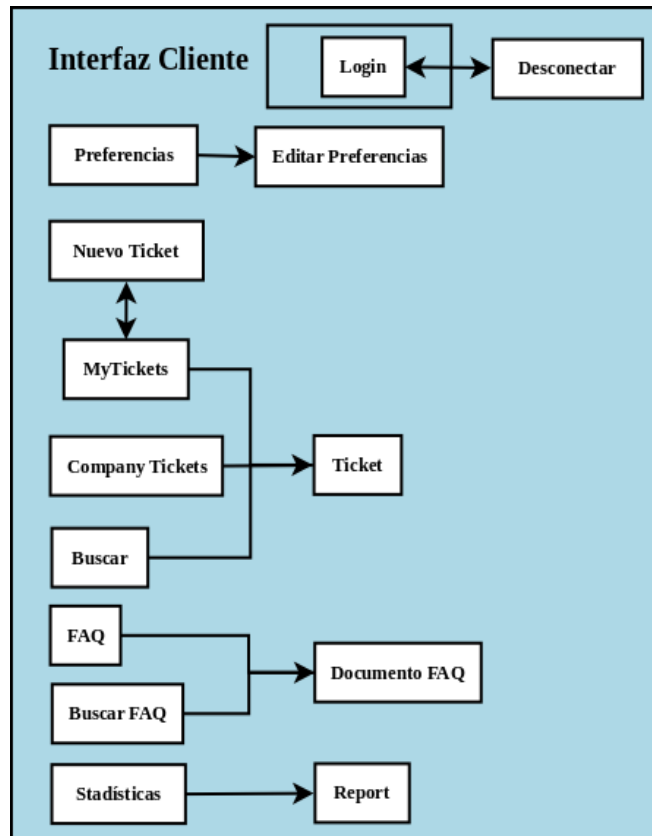 Interfaz Cliente
Login
Desconectar
Preferencias
Editar Preferencias
Nuevo Ticket
MyTickets
Company Tickets
Ticket
Buscar
FAQ
Documento FAQ
Buscar FAQ
Stadísticas
Report